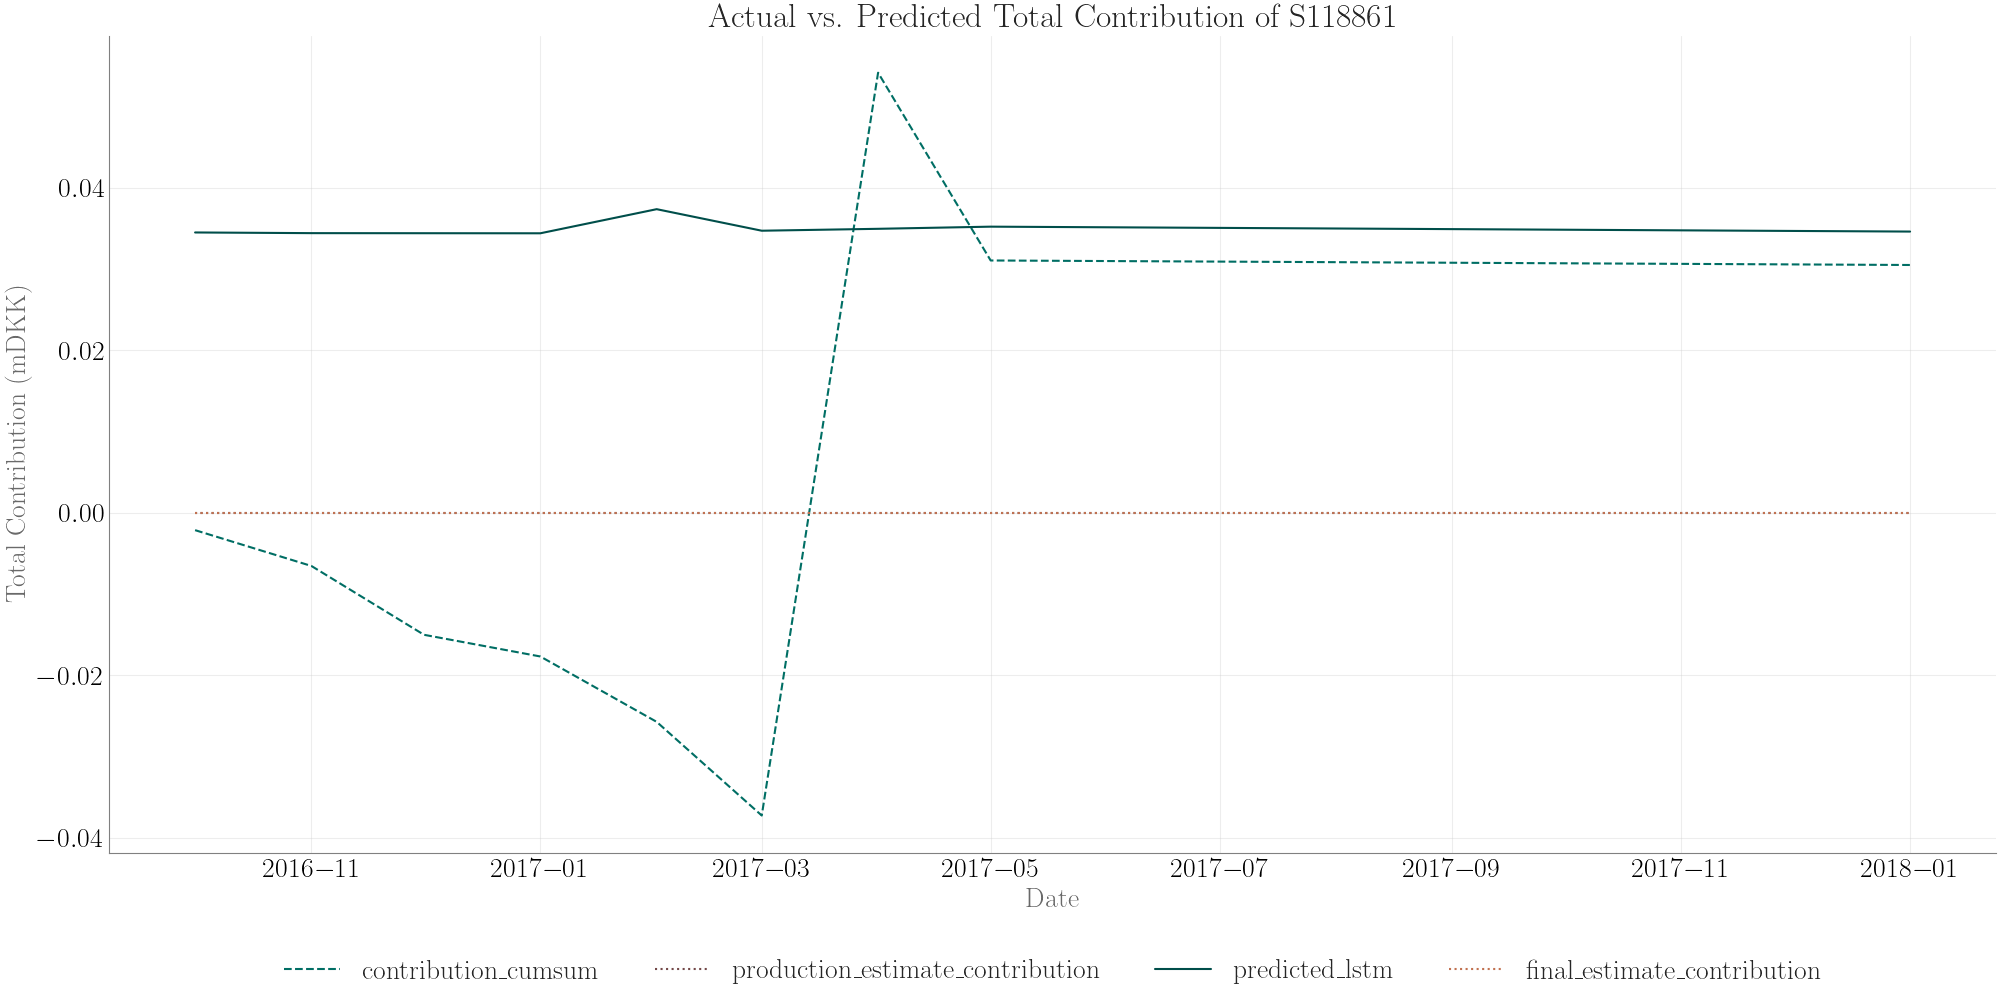 Actual vs. Predicted Total Contribution of S118861
Total Contribution (mDKK)
0.04
0.02
0.00
−0.02
−0.04
2016−11 2017−01 2017−03 2017−05 2017−07 2017−09 2017−11 2018−01
Date
contribution_cumsum production_estimate_contribution predicted_lstm final_estimate_contribution